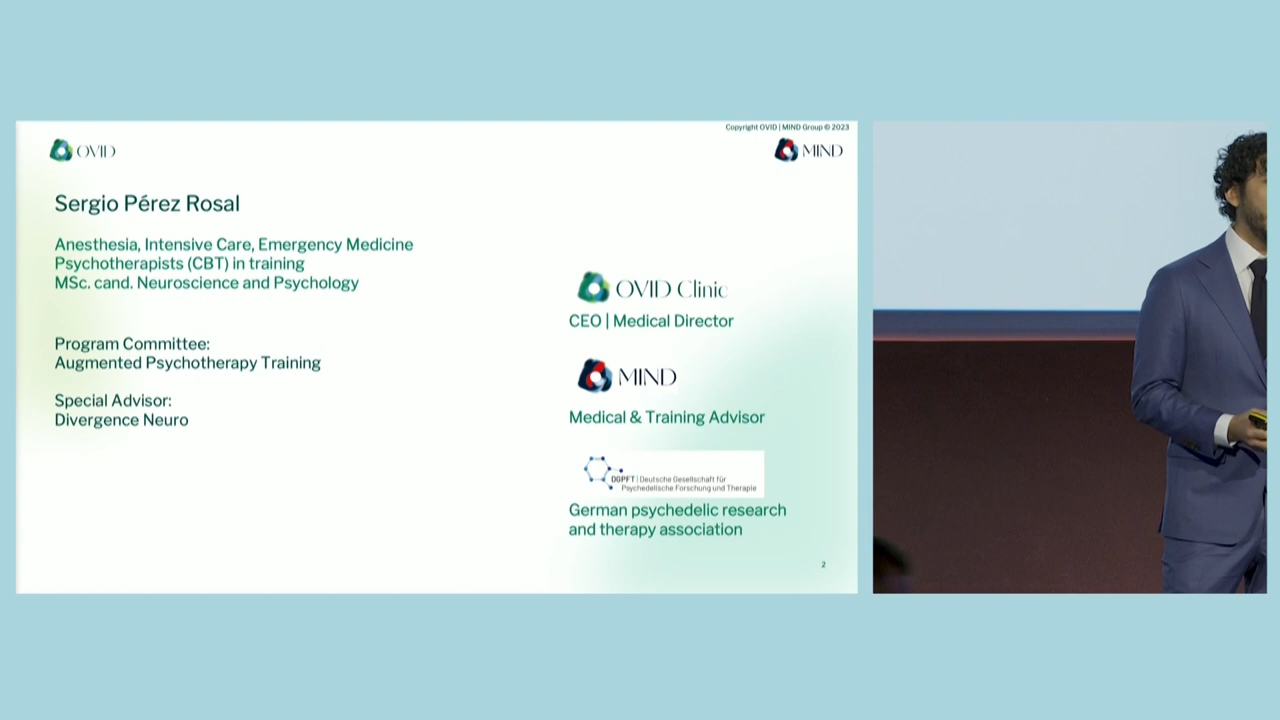 Copyright OVID | MIND Group © 2023
OVID
MIND
Sergio Pérez Rosal
Anesthesia, Intensive Care, Emergency Medicine
Psychotherapists (CBT) in training
MSc. cand. Neuroscience and Psychology
Program Committee:
Augmented Psychotherapy Training
Special Advisor:
Divergence Neuro
OVID Clinic
CEO | Medical Director
MIND
Medical & Training Advisor
DGPFT | Deutsche Gesellschaft für
Psychedelische Forschung und Therapie
German psychedelic research
and therapy association
2